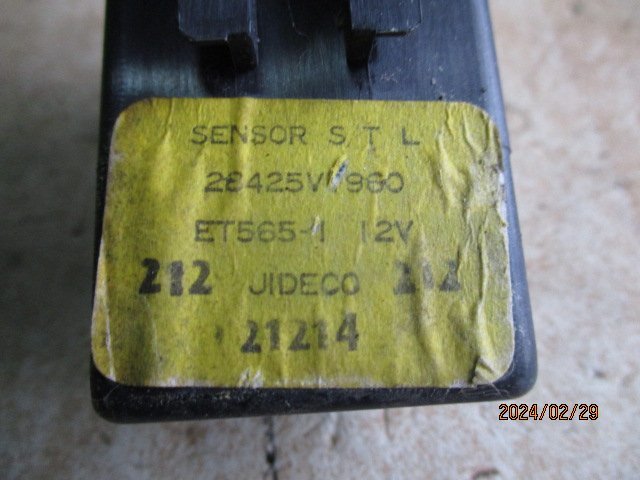 SENSOR S T L
28425V 960
ET565-1 12V
212 JIDECO 212
21214
2024/02/29